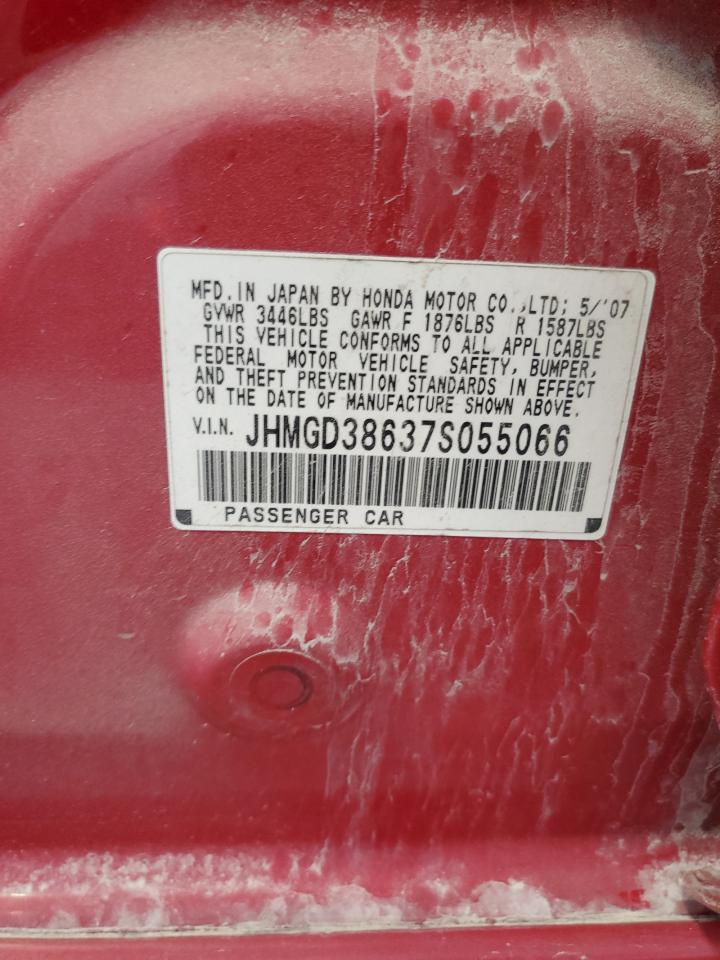 MFD. IN JAPAN BY HONDA MOTOR CO.,LTD; 5/'07
GVWR 3446LBS GAWR F 1876LBS R 1587LBS
THIS VEHICLE CONFORMS TO ALL APPLICABLE
FEDERAL MOTOR VEHICLE SAFETY, BUMPER,
AND THEFT PREVENTION STANDARDS IN EFFECT
ON THE DATE OF MANUFACTURE SHOWN ABOVE.
V.I.N. JHMGD38637S055066
PASSENGER CAR